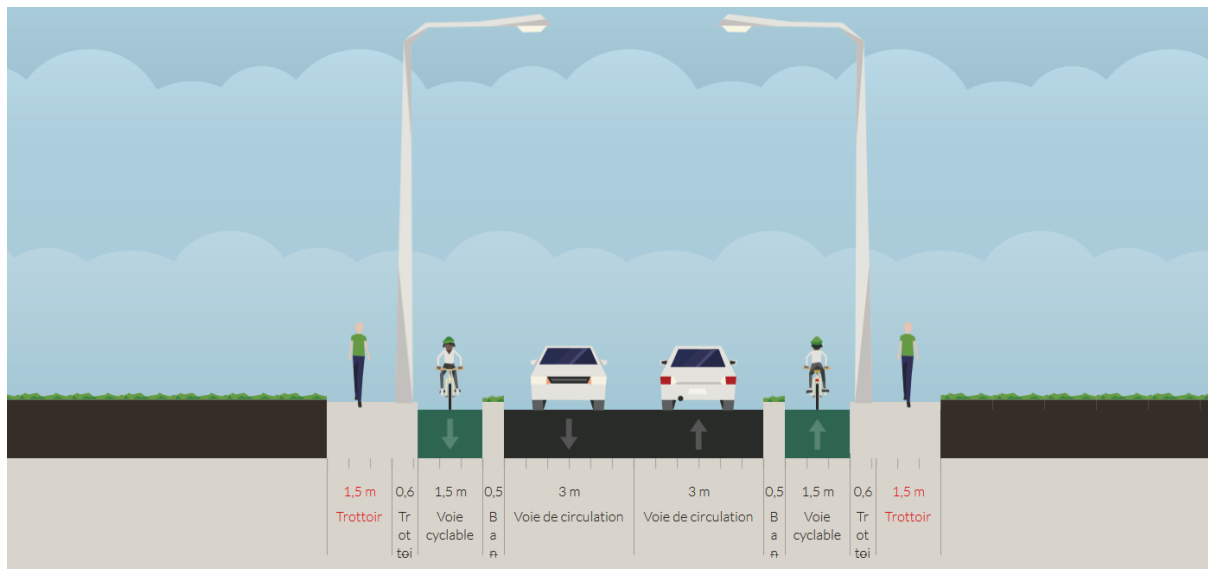 1,5 m
Trottoir
0,6
Tr
ot
toi
1,5 m
Voie
cyclable
0,5
B
a
n
3 m
Voie de circulation
3 m
Voie de circulation
0,5
B
a
n
1,5 m
Voie
cyclable
0,6
Tr
ot
toi
1,5 m
Trottoir